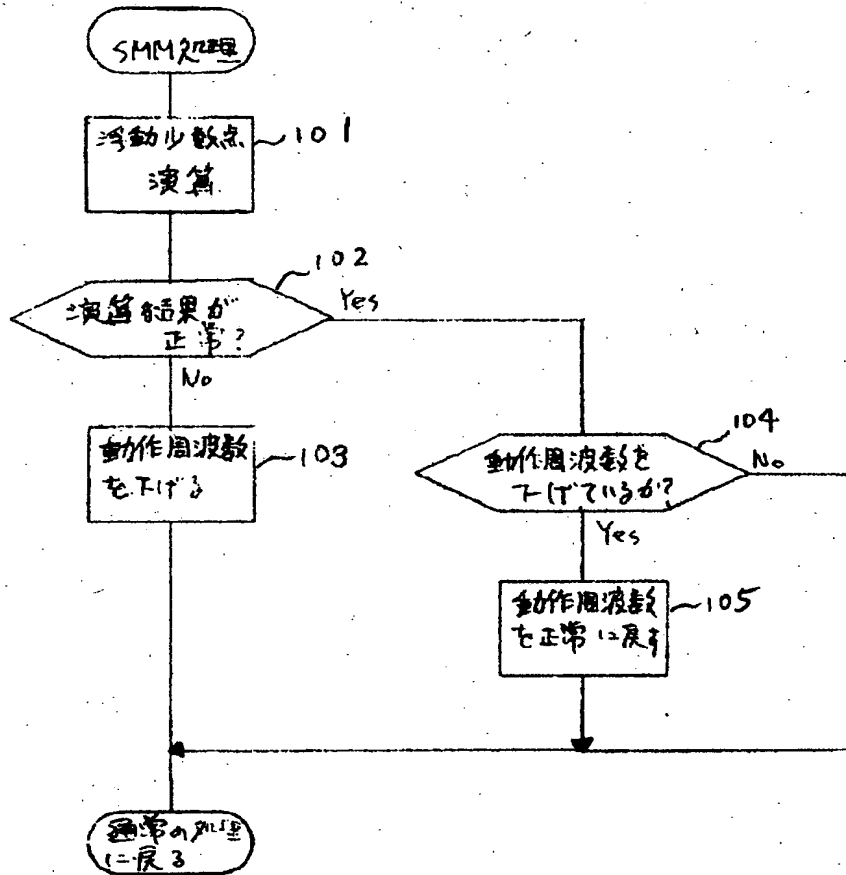 SMM処理
浮動少数点
演算
101
102
演算結果が
正常?
Yes
No
動作周波数
を下げる
103
104
動作周波数を
下げているか?
No
Yes
動作周波数
を正常に戻す
105
通常の処理
に戻る